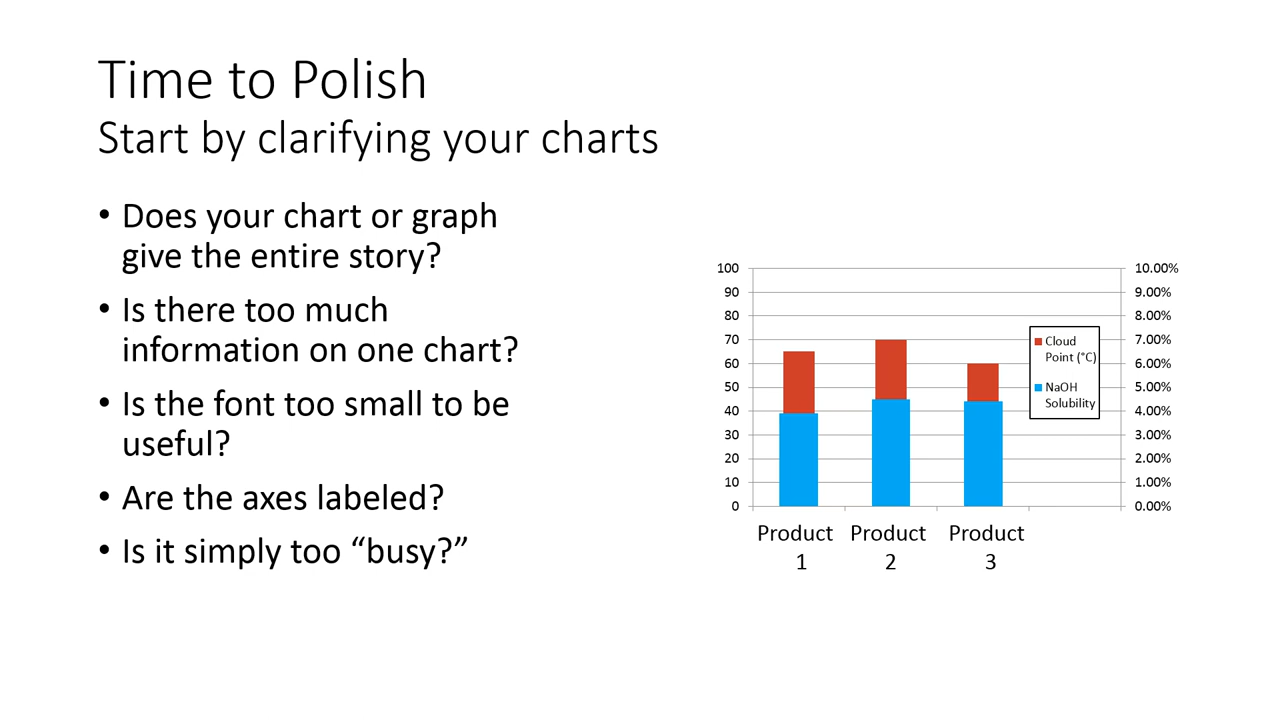 Time to Polish
Start by clarifying your charts
• Does your chart or graph
give the entire story?
• Is there too much
information on one chart?
• Is the font too small to be
useful?
• Are the axes labeled?
• Is it simply too “busy?”
100
90
80
70
60
50
40
30
20
10
0
10.00%
9.00%
8.00%
7.00%
6.00%
5.00%
4.00%
3.00%
2.00%
1.00%
0.00%
Cloud
Point (°C)
NaOH
Solubility
Product
1
Product
2
Product
3